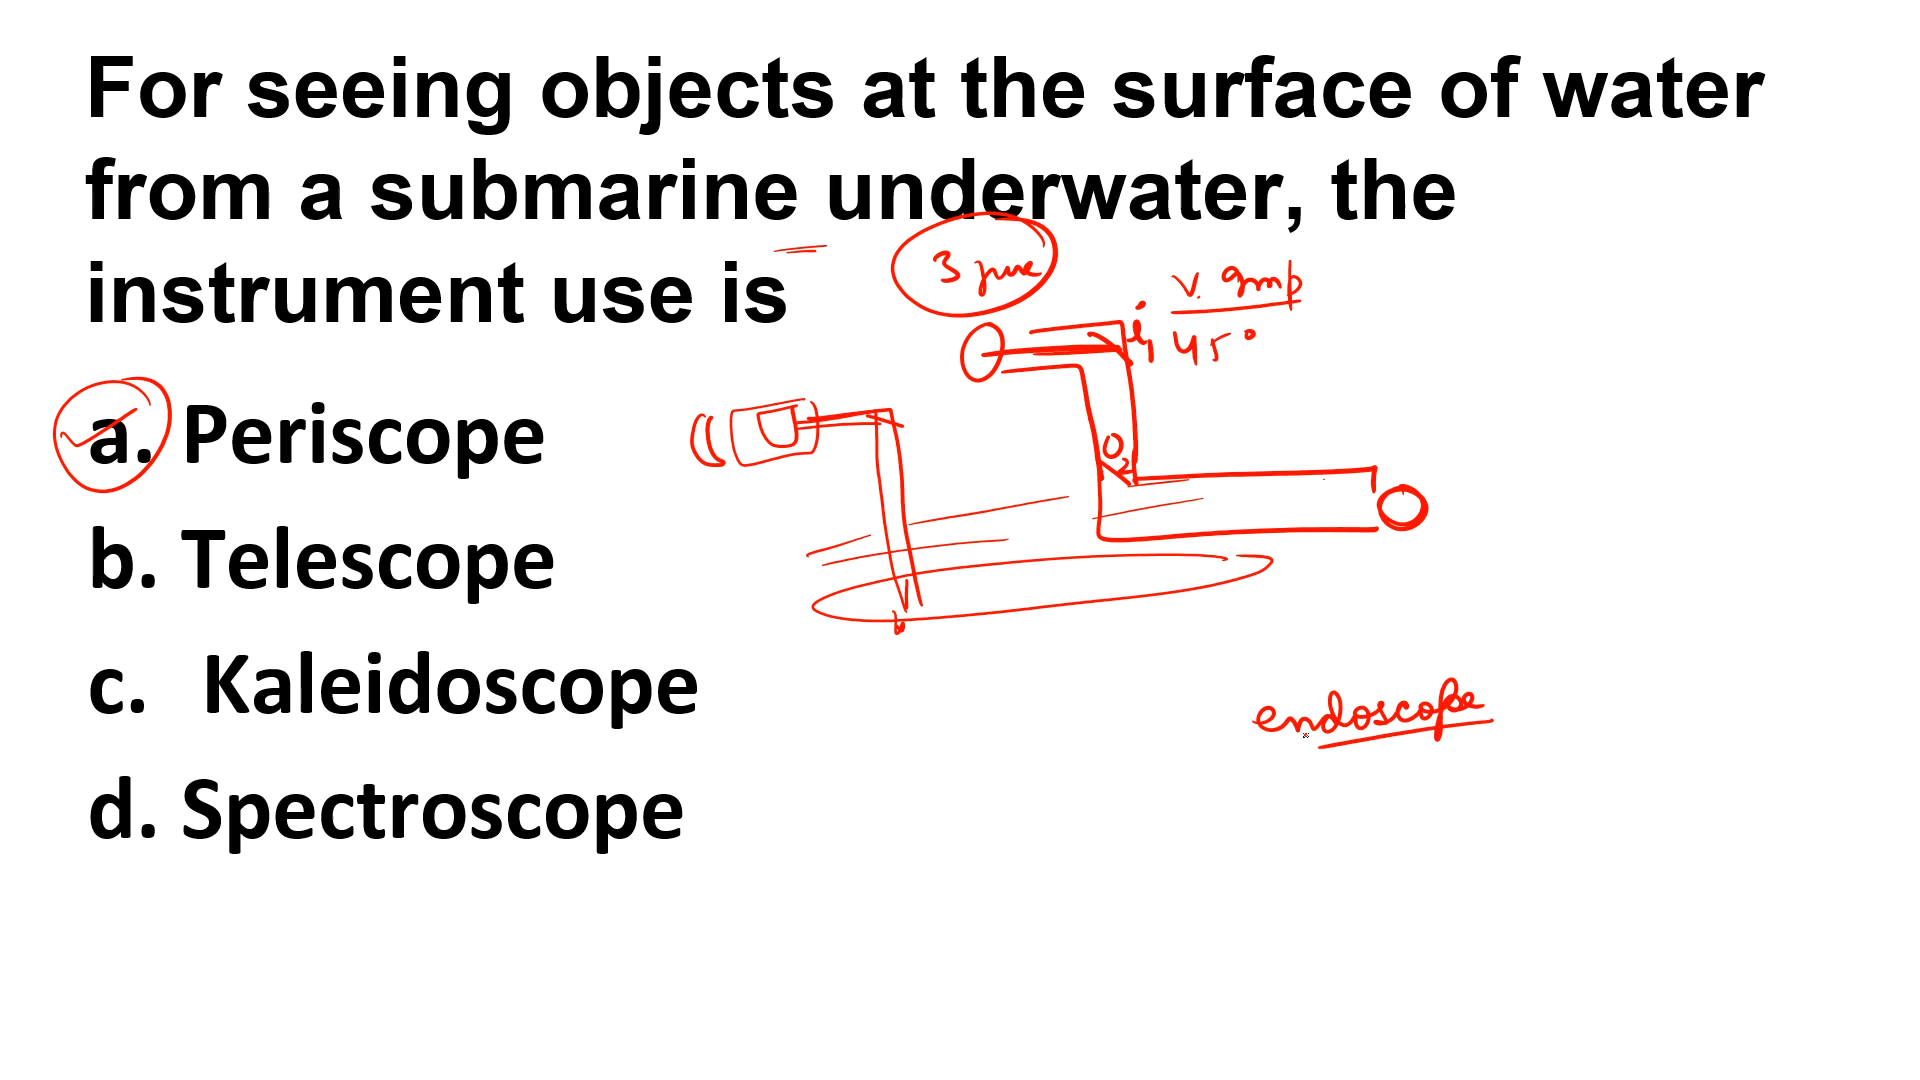 For seeing objects at the surface of water
from a submarine underwater, the
instrument use is
3 june
v. gmp
45°
a. Periscope
b. Telescope
c. Kaleidoscope
d. Spectroscope
endoscope